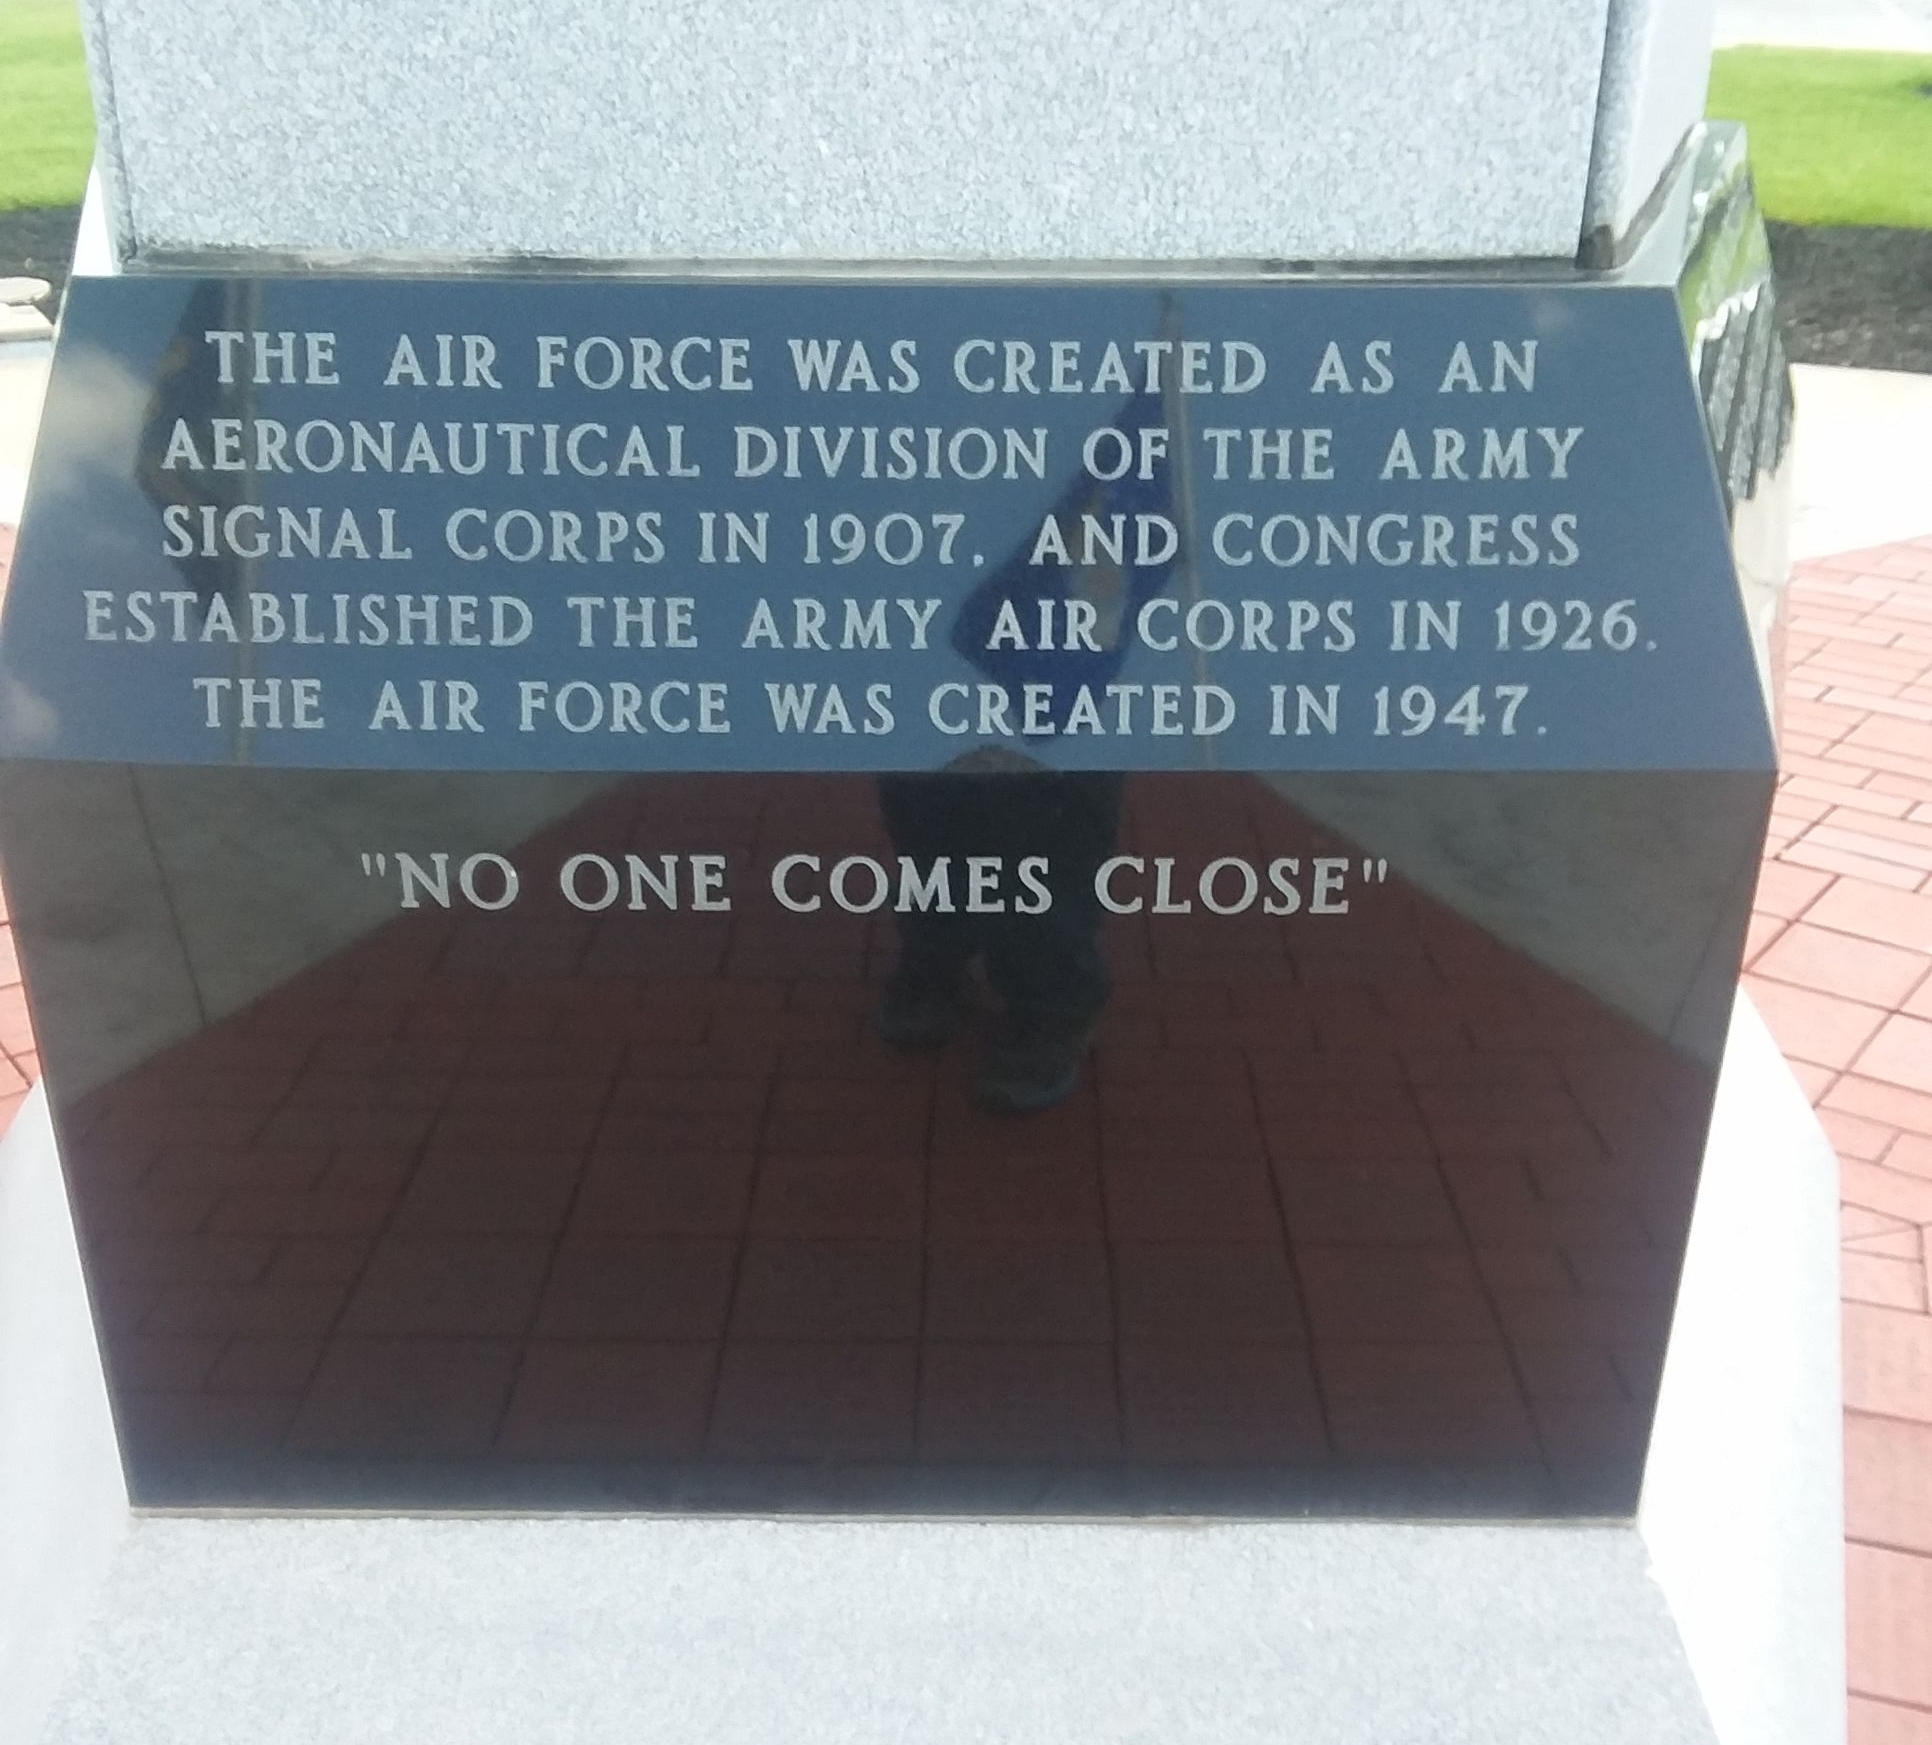 THE AIR FORCE WAS CREATED AS AN
AERONAUTICAL DIVISION OF THE ARMY
SIGNAL CORPS IN 1907, AND CONGRESS
ESTABLISHED THE ARMY AIR CORPS IN 1926.
THE AIR FORCE WAS CREATED IN 1947.
"NO ONE COMES CLOSE"